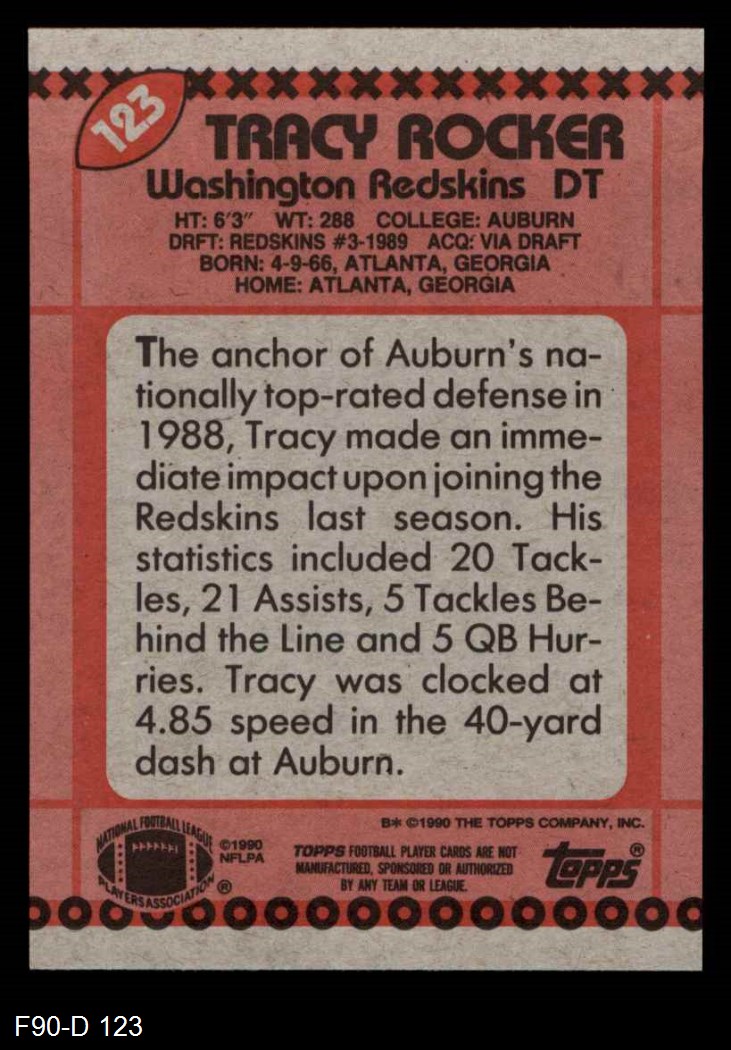 123
TRACY ROCKER
Washington Redskins DT
HT: 6'3" WT: 288 COLLEGE: AUBURN
DRFT: REDSKINS #3-1989 ACQ: VIA DRAFT
BORN: 4-9-66, ATLANTA, GEORGIA
HOME: ATLANTA, GEORGIA
The anchor of Auburn's na-
tionally top-rated defense in
1988, Tracy made an imme-
diate impact upon joining the
Redskins last season. His
statistics included 20 Tack-
les, 21 Assists, 5 Tackles Be-
hind the Line and 5 QB Hur-
ries. Tracy was clocked at
4.85 speed in the 40-yard
dash at Auburn.
B* ©1990 THE TOPPS COMPANY, INC.
NATIONAL FOOTBALL LEAGUE
PLAYERS ASSOCIATION ®
©1990
NFLPA
TOPPS FOOTBALL PLAYER CARDS ARE NOT
MANUFACTURED, SPONSORED OR AUTHORIZED
BY ANY TEAM OR LEAGUE.
topps®
F90-D 123